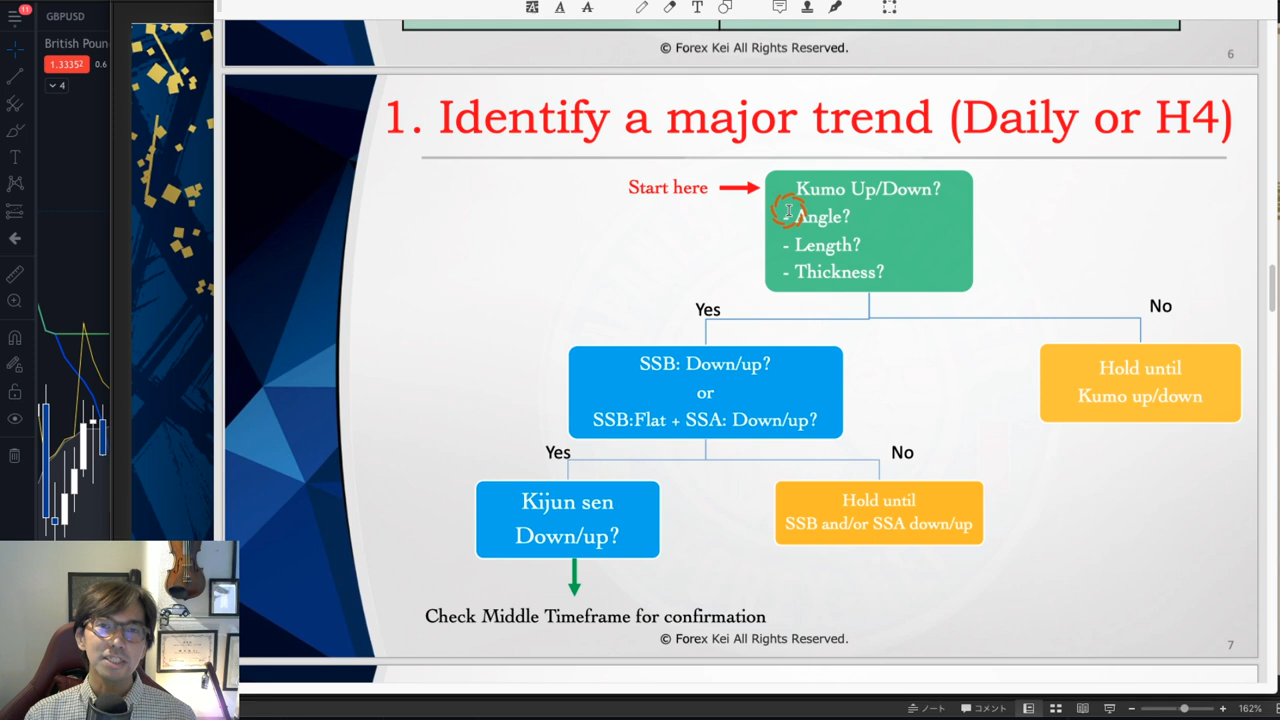 11
GBPUSD
British Poun
1.33352
0.6
4
© Forex Kei All Rights Reserved.
6
1. Identify a major trend (Daily or H4)
Start here
Kumo Up/Down?
- Angle?
- Length?
- Thickness?
Yes
No
SSB: Down/up?
or
SSB:Flat + SSA: Down/up?
Hold until
Kumo up/down
Yes
No
Kijun sen
Down/up?
Hold until
SSB and/or SSA down/up
Check Middle Timeframe for confirmation
© Forex Kei All Rights Reserved.
7
ノート
コメント
162%